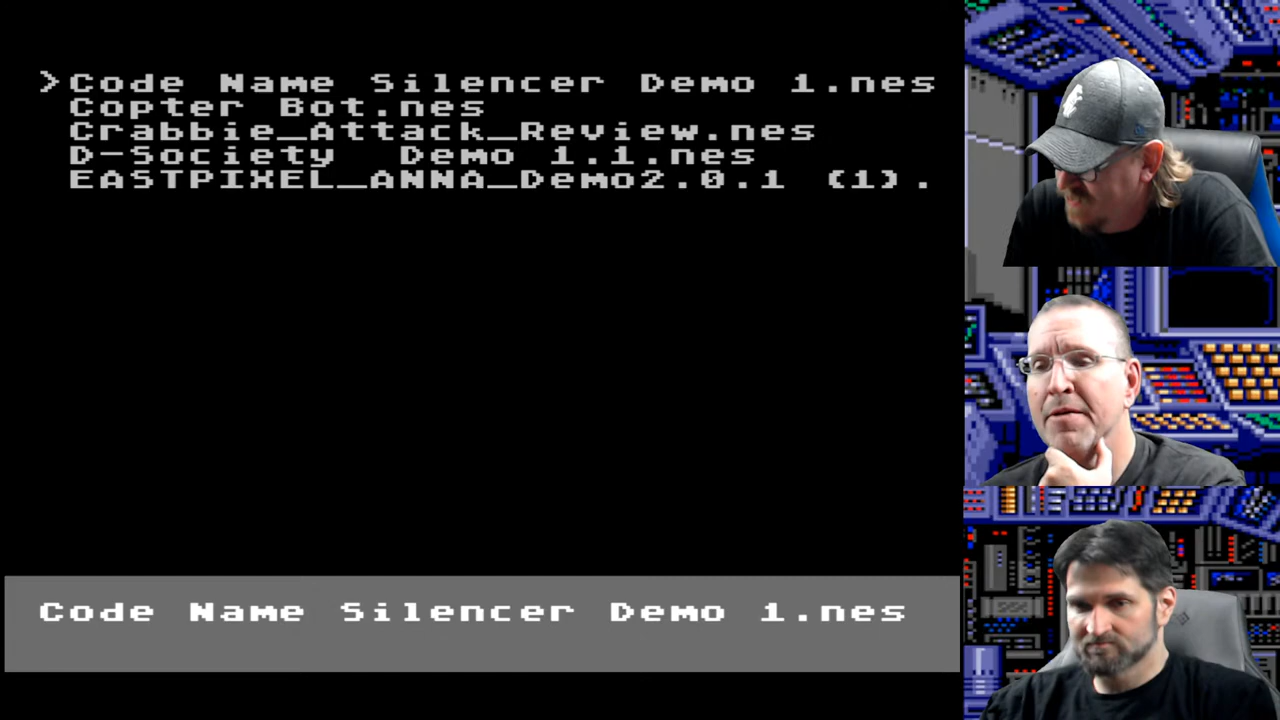 >Code Name Silencer Demo 1.nes
Copter Bot.nes
Crabbie_Attack_Review.nes
D-Society  Demo 1.1.nes
EASTPIXEL_ANNA_Demo2.0.1 (1).
Code Name Silencer Demo 1.nes